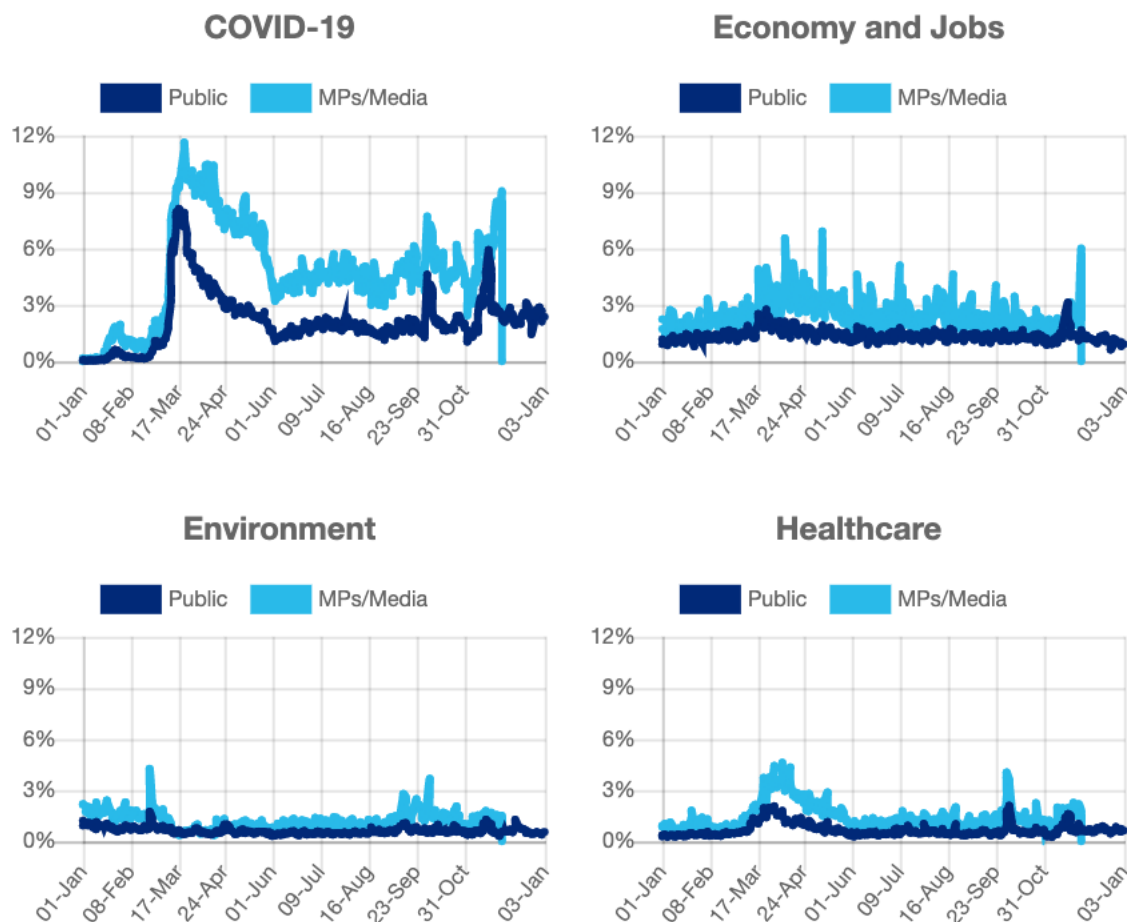 COVID-19
Public MPs/Media
12%
9%
6%
3%
0%
01-Jan 08-Feb 17-Mar 24-Apr 01-Jun 09-Jul 16-Aug 23-Sep 31-Oct 03-Jan
Economy and Jobs
Public MPs/Media
12%
9%
6%
3%
0%
01-Jan 08-Feb 17-Mar 24-Apr 01-Jun 09-Jul 16-Aug 23-Sep 31-Oct 03-Jan
Environment
Public MPs/Media
12%
9%
6%
3%
0%
01-Jan 08-Feb 17-Mar 24-Apr 01-Jun 09-Jul 16-Aug 23-Sep 31-Oct 03-Jan
Healthcare
Public MPs/Media
12%
9%
6%
3%
0%
01-Jan 08-Feb 17-Mar 24-Apr 01-Jun 09-Jul 16-Aug 23-Sep 31-Oct 03-Jan